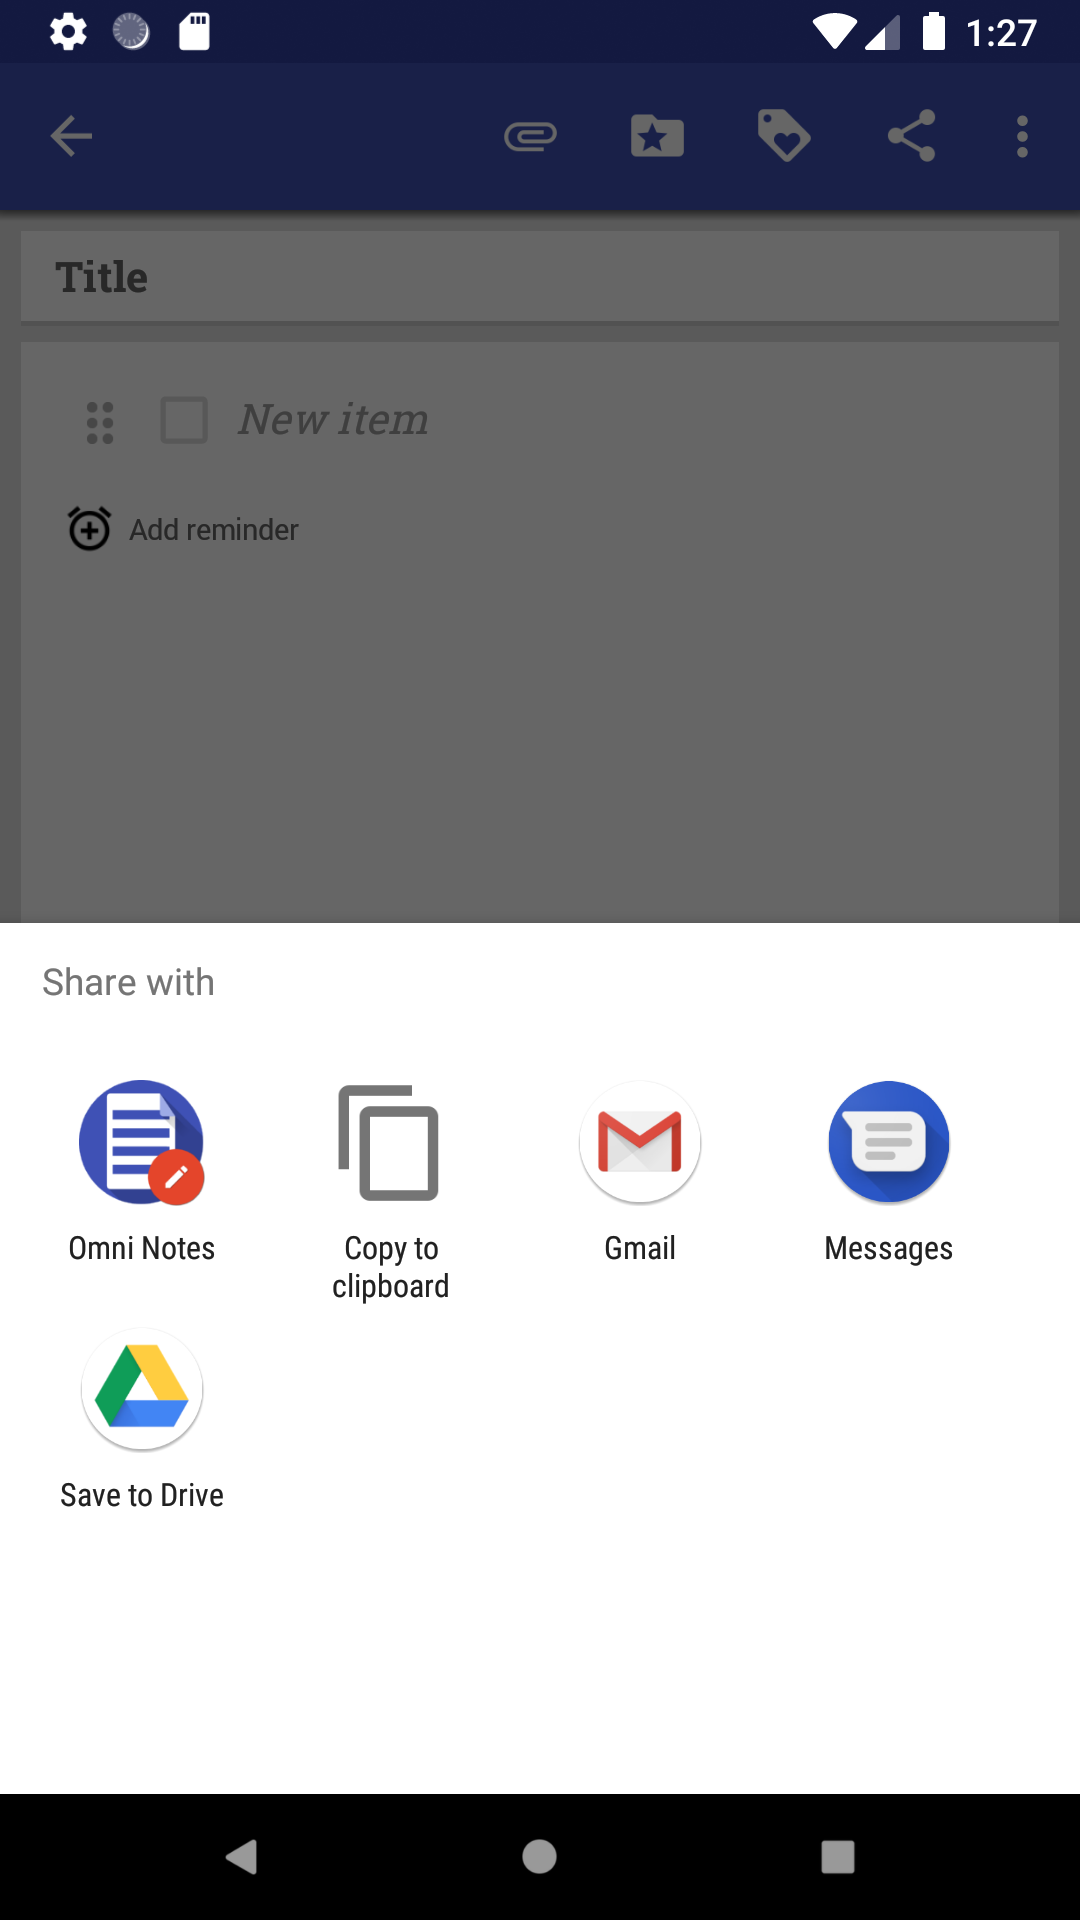 1:27
Title
New item
Add reminder
Share with
Omni Notes
Copy to
clipboard
Gmail
Messages
Save to Drive